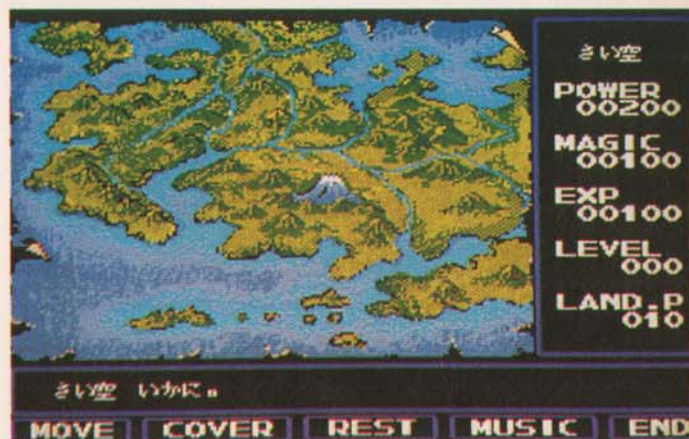 さい空
POWER
00200
MAGIC
00100
EXP
00100
LEVEL
000
LAND.P
010
さい空 いかに。
MOVE COVER REST MUSIC END